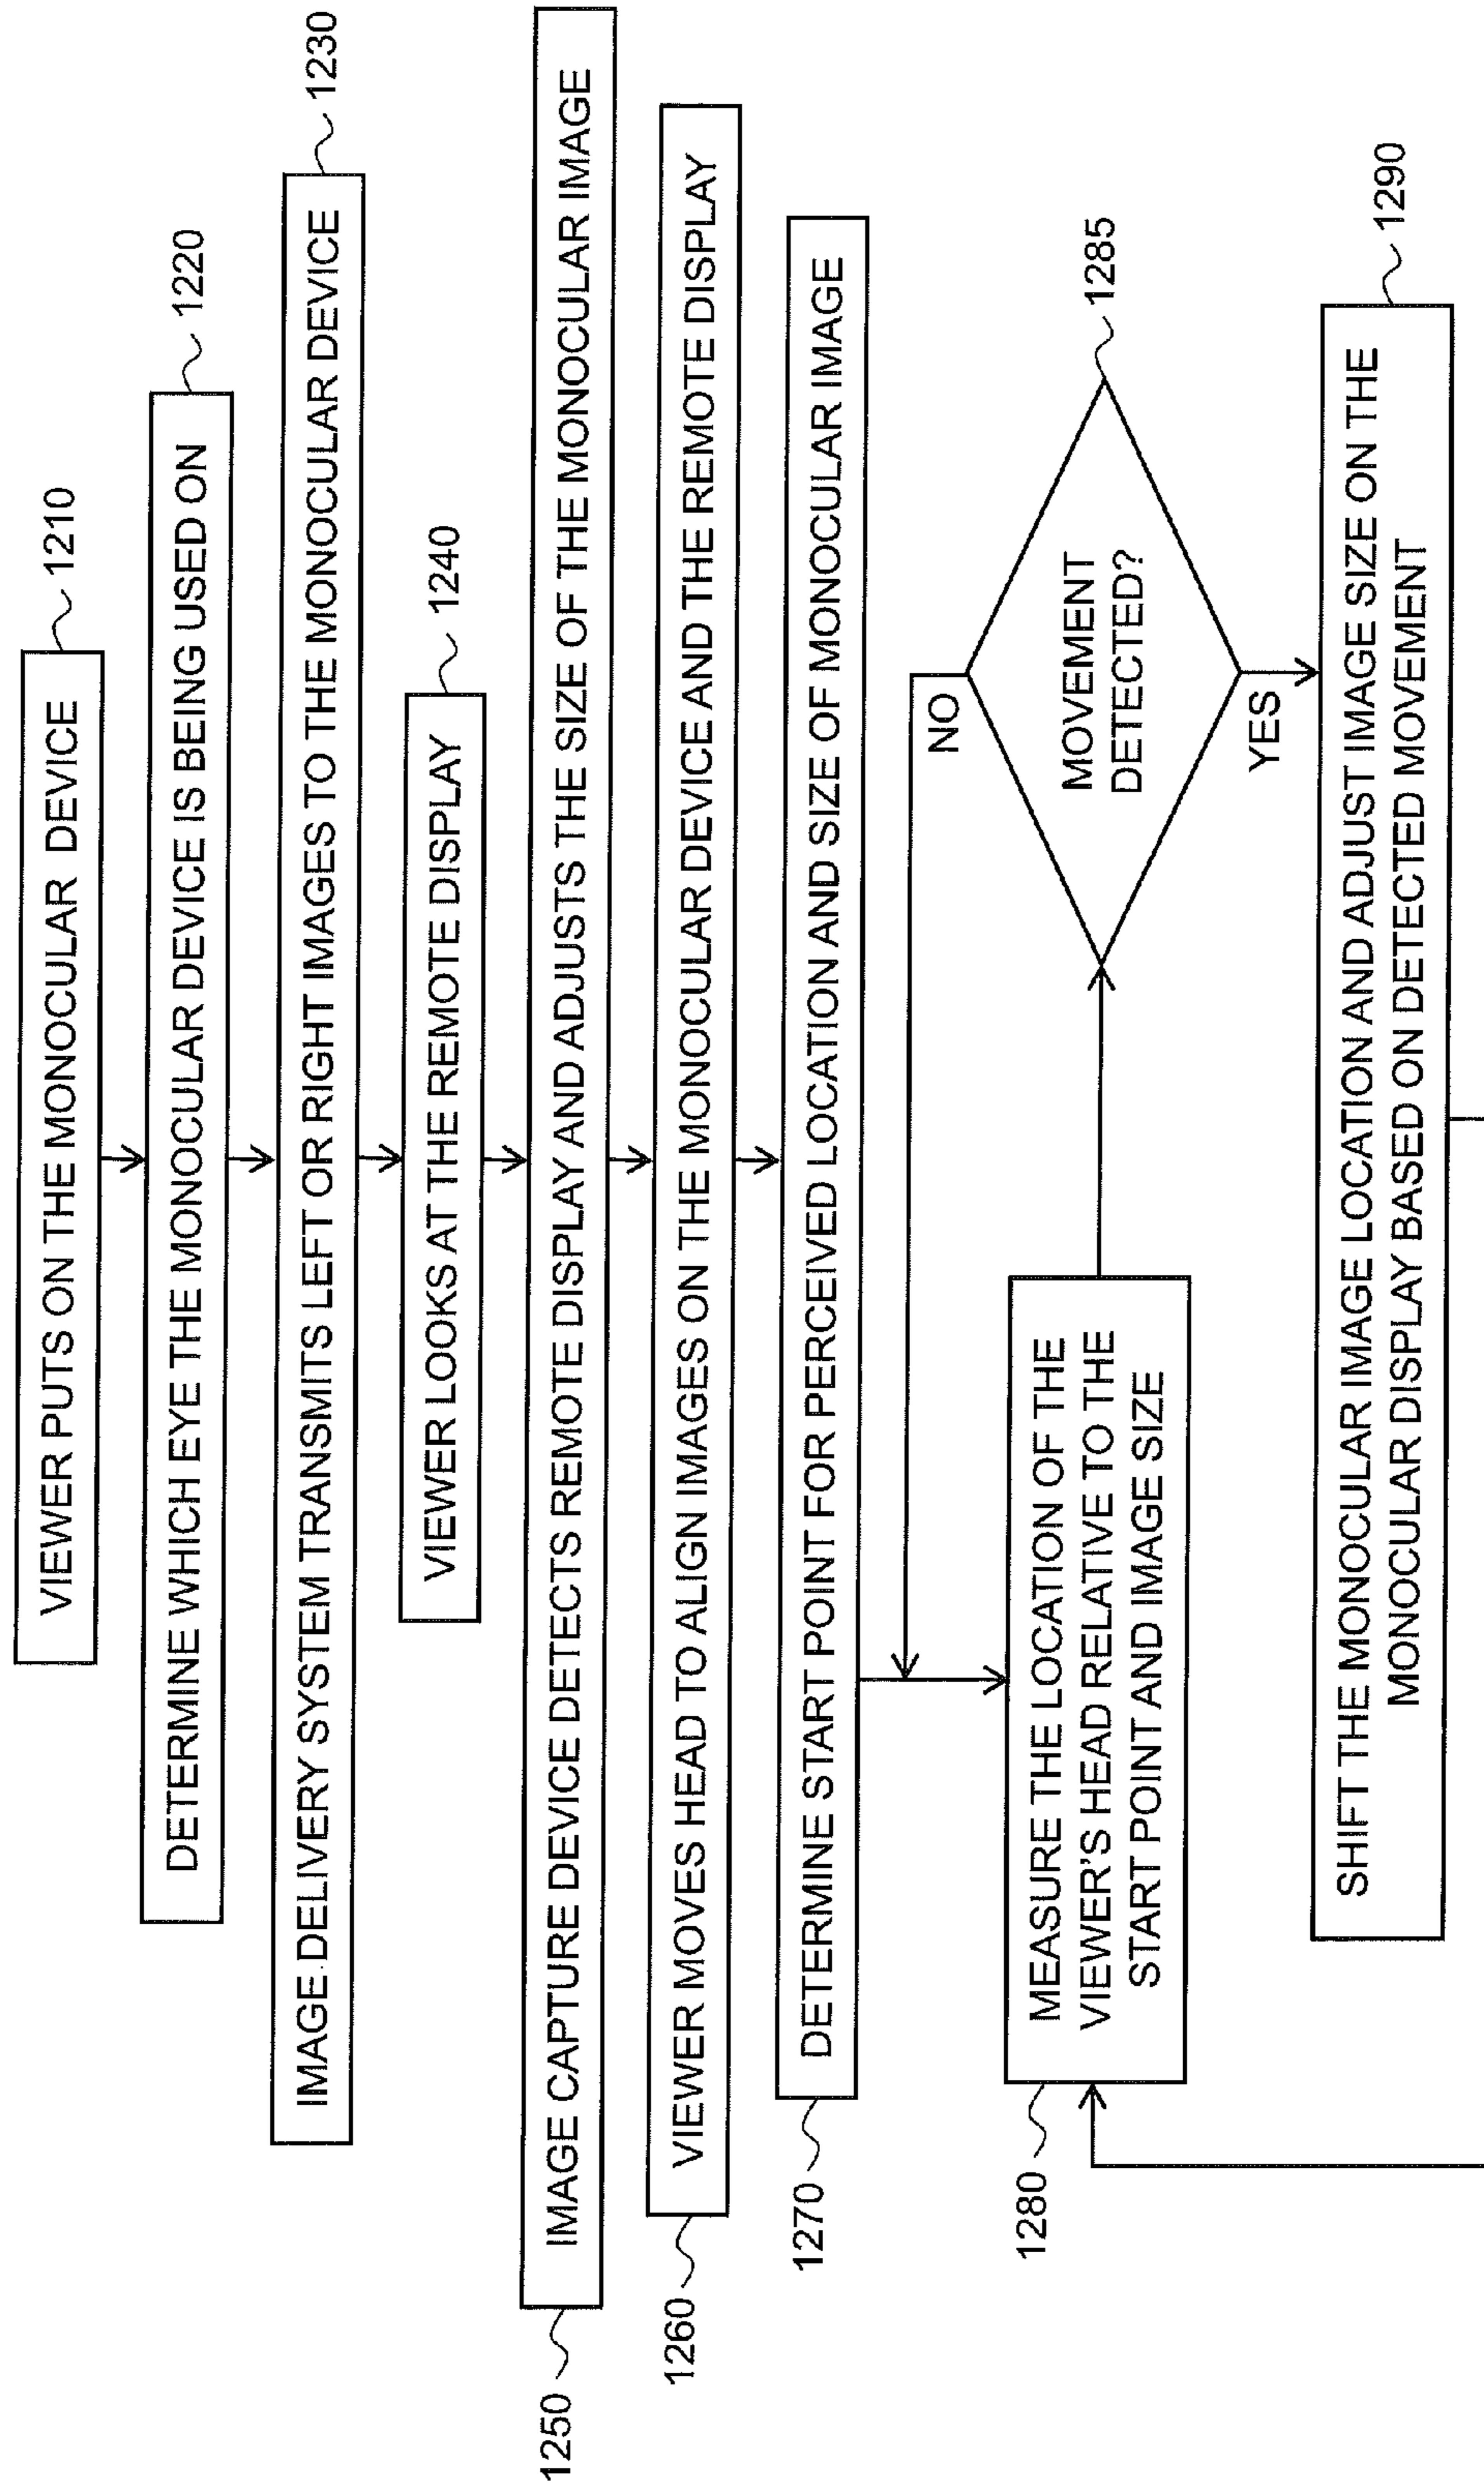 VIEWER PUTS ON THE MONOCULAR DEVICE
1210
DETERMINE WHICH EYE THE MONOCULAR DEVICE IS BEING USED ON
1220
IMAGE DELIVERY SYSTEM TRANSMITS LEFT OR RIGHT IMAGES TO THE MONOCULAR DEVICE
1230
VIEWER LOOKS AT THE REMOTE DISPLAY
1240
1250
IMAGE CAPTURE DEVICE DETECTS REMOTE DISPLAY AND ADJUSTS THE SIZE OF THE MONOCULAR IMAGE
1260
VIEWER MOVES HEAD TO ALIGN IMAGES ON THE MONOCULAR DEVICE AND THE REMOTE DISPLAY
1270
DETERMINE START POINT FOR PERCEIVED LOCATION AND SIZE OF MONOCULAR IMAGE
1280
MEASURE THE LOCATION OF THE
VIEWER'S HEAD RELATIVE TO THE
START POINT AND IMAGE SIZE
NO
MOVEMENT
DETECTED?
1285
YES
SHIFT THE MONOCULAR IMAGE LOCATION AND ADJUST IMAGE SIZE ON THE
MONOCULAR DISPLAY BASED ON DETECTED MOVEMENT
1290